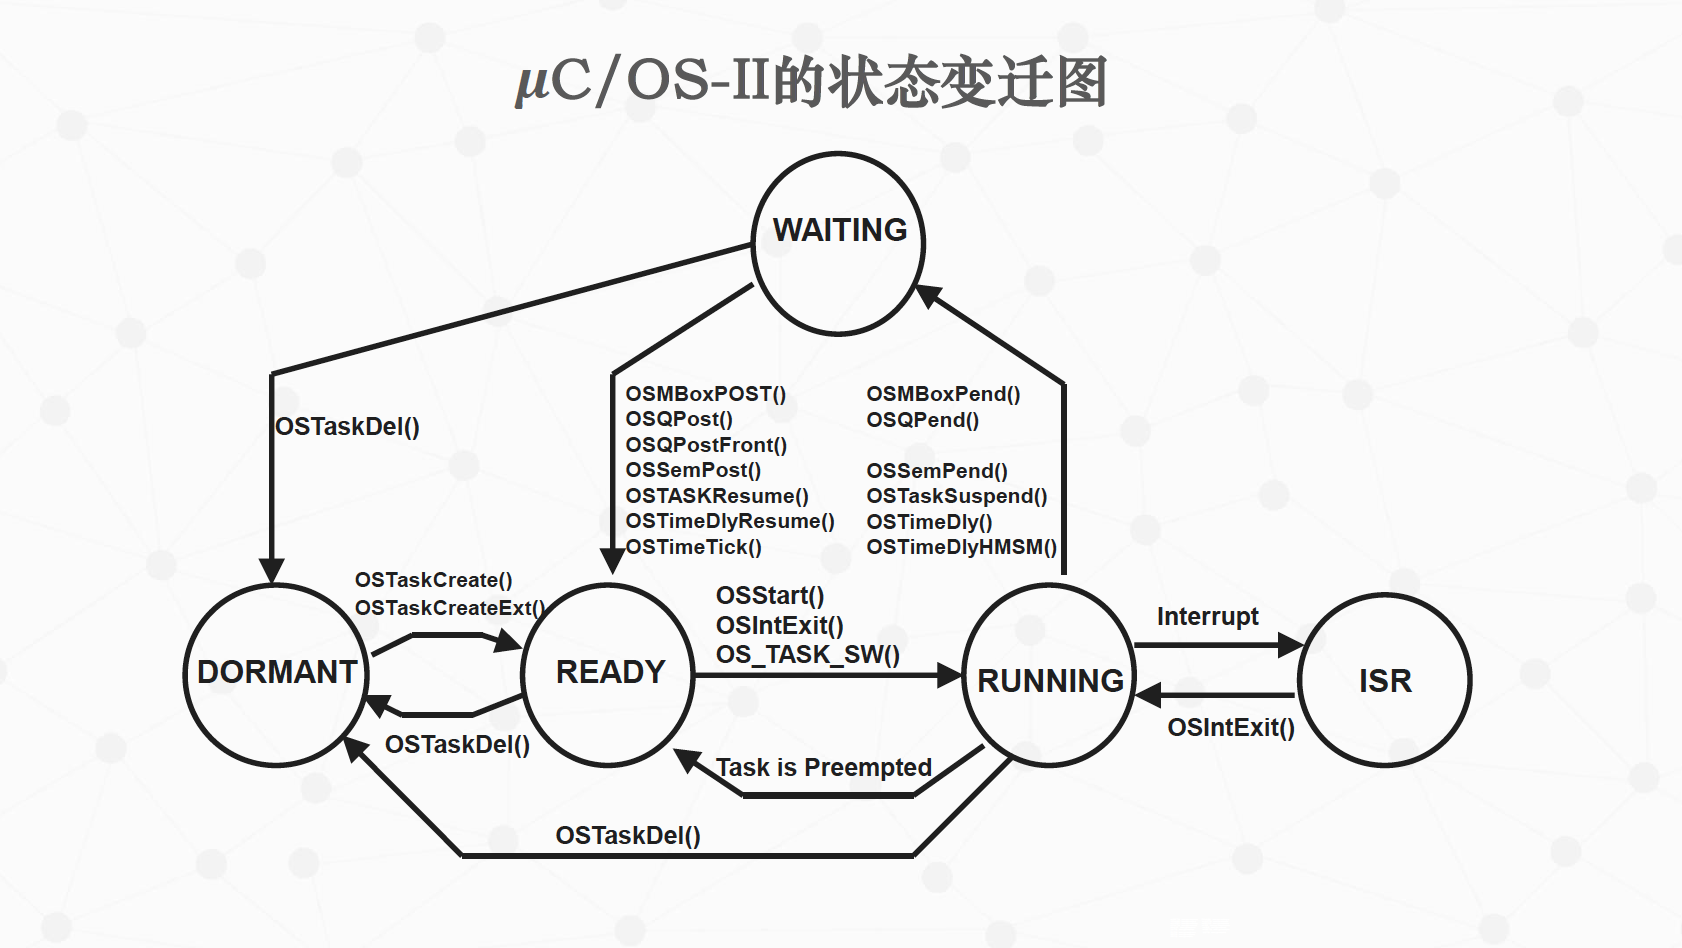 μC/OS-II的状态变迁图
WAITING
OSTaskDel()
OSMBoxPOST()
OSQPost()
OSQPostFront()
OSSemPost()
OSTASKResume()
OSTimeDlyResume()
OSTimeTick()
OSMBoxPend()
OSQPend()
OSSemPend()
OSTaskSuspend()
OSTimeDly()
OSTimeDlyHMSM()
OSTaskCreate()
OSTaskCreateExt()
OSStart()
OSIntExit()
OS_TASK_SW()
Interrupt
DORMANT
READY
RUNNING
ISR
OSTaskDel()
OSIntExit()
Task is Preempted
OSTaskDel()